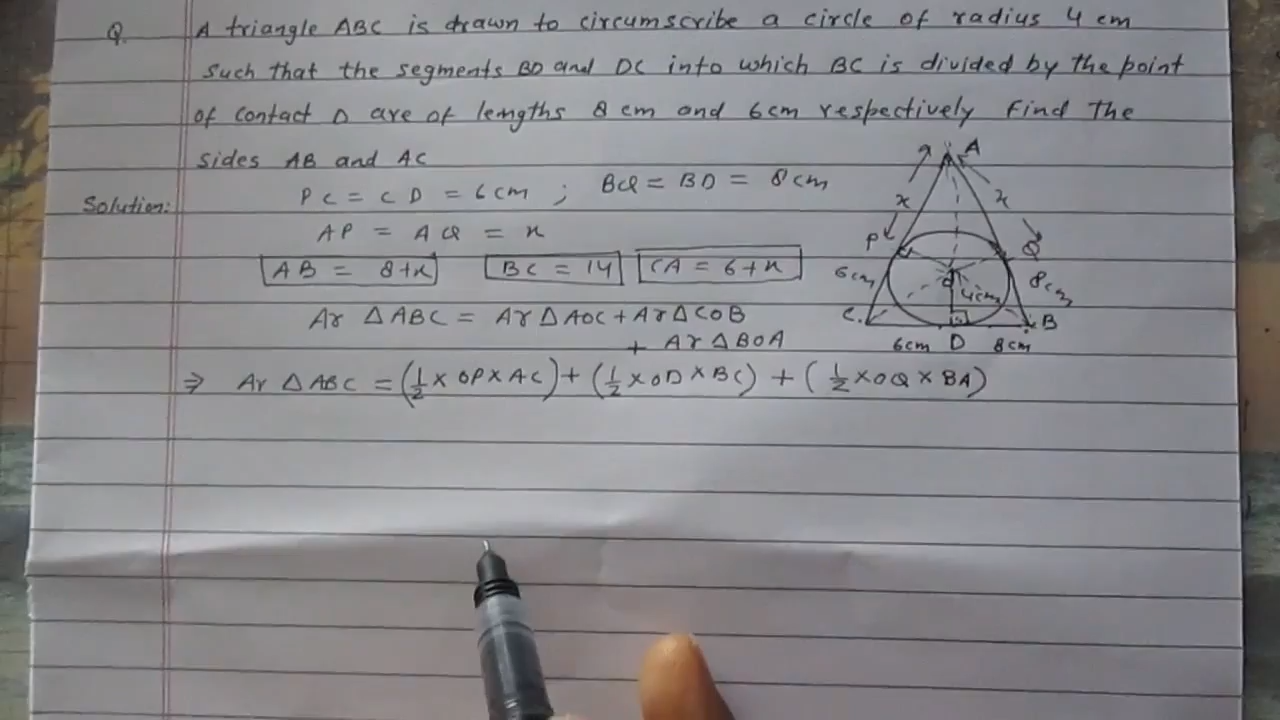 Q. A triangle ABC is drawn to circumscribe a circle of radius 4 cm
such that the segments BD and DC into which BC is divided by the point
of contact D are of lengths 8 cm and 6cm respectively Find the
sides AB and AC
Solution: PC = CD = 6cm ; BQ = BD = 8cm
AP = AQ = x
AB = 8+x BC = 14 CA = 6+x
Ar △ABC = Ar△AOC + Ar△COB
+ Ar△BOA
⇒ Ar △ABC = (1/2 × OP × AC) + (1/2 × OD × BC) + (1/2 × OQ × BA)
A
x x
P Q
6cm O 4cm 8cm
C B
6cm D 8cm